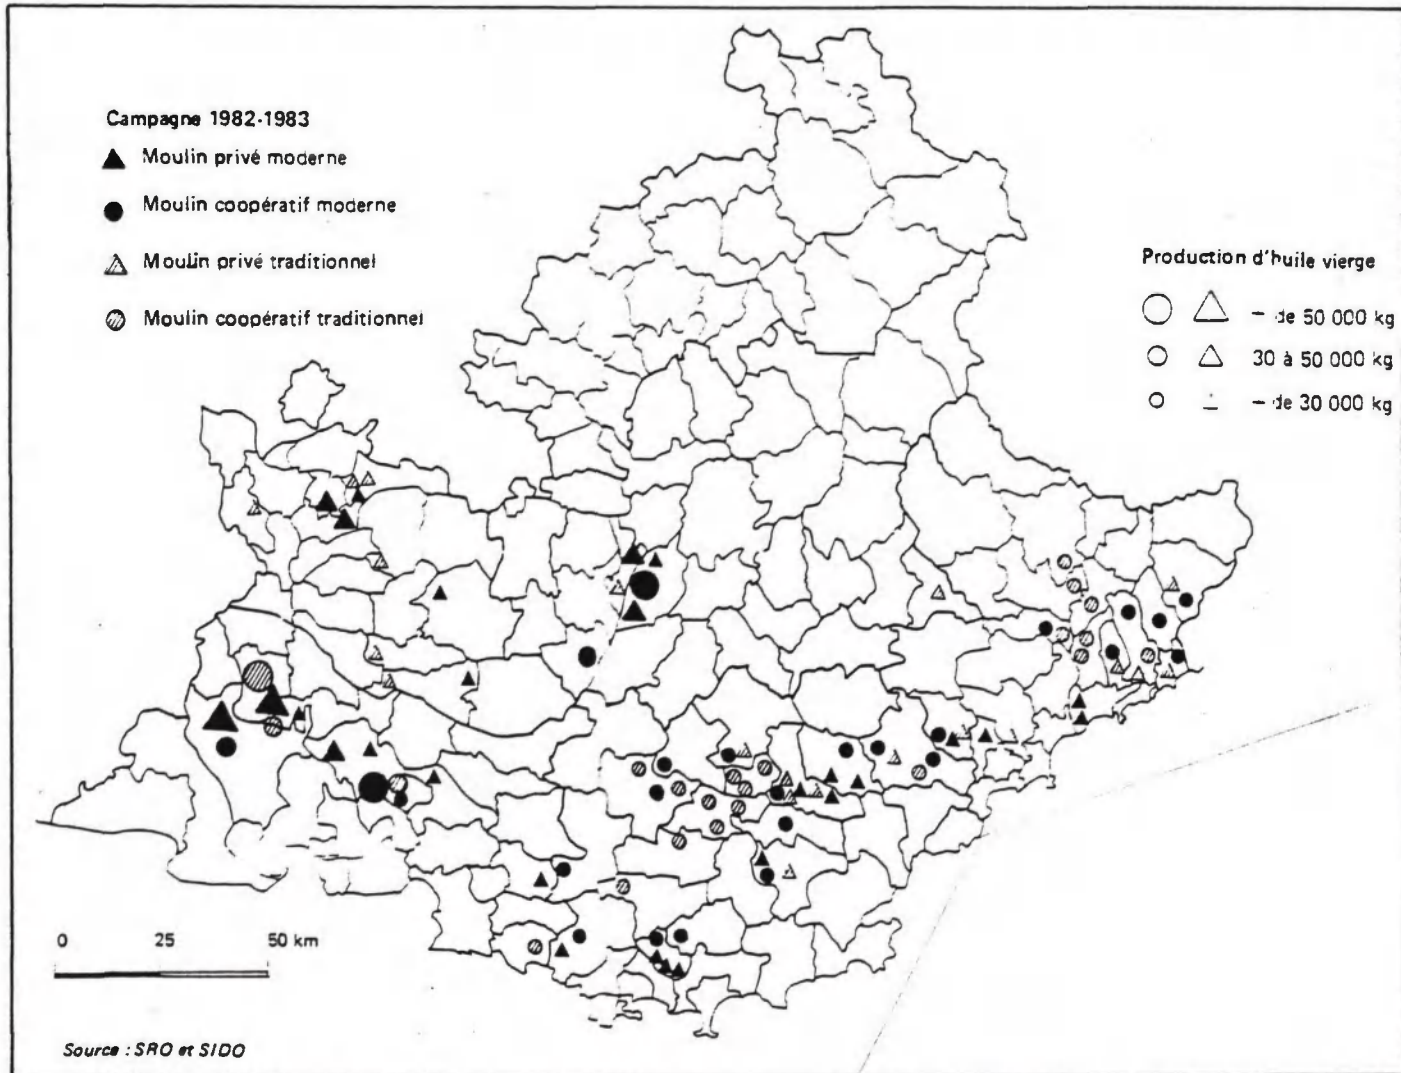 Campagne 1982-1983
Moulin privé moderne
Moulin coopératif moderne
Moulin privé traditionnel
Moulin coopératif traditionnel
Production d'huile vierge
– de 50 000 kg
30 à 50 000 kg
– de 30 000 kg
0 25 50 km
Source : SRO et SIDO